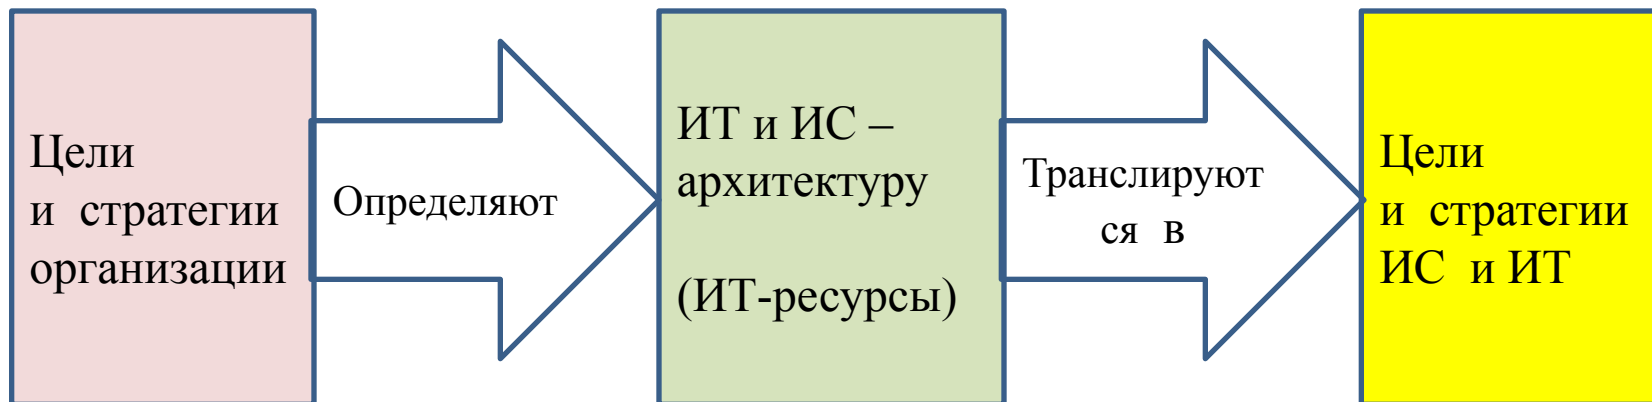 Цели
и стратегии
организации
Определяют
ИТ и ИС –
архитектуру
(ИТ-ресурсы)
Транслируют
ся в
Цели
и стратегии
ИС и ИТ